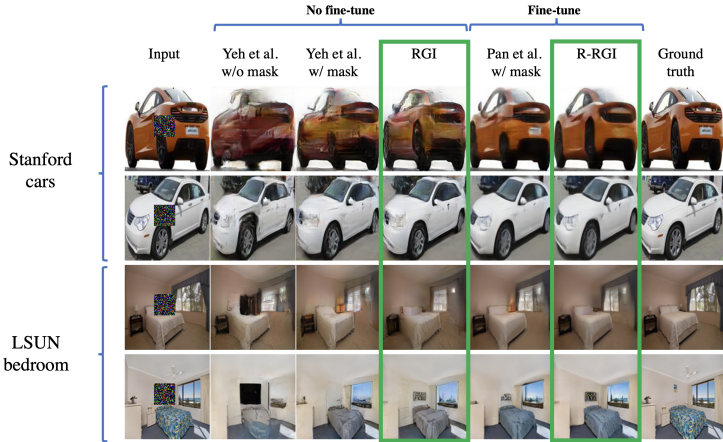 No fine-tune
Fine-tune
Input
Yeh et al.
w/o mask
Yeh et al.
w/ mask
RGI
Pan et al.
w/ mask
R-RGI
Ground
truth
Stanford
cars
LSUN
bedroom